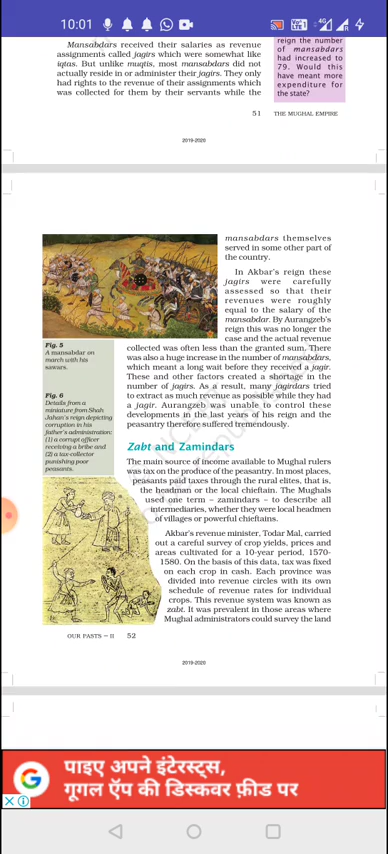 10:01
4G
Mansabdars received their salaries as revenue
assignments called jagirs which were somewhat like
iqtas. But unlike muqtis, most mansabdars did not
actually reside in or administer their jagirs. They only
had rights to the revenue of their assignments which
was collected for them by their servants while the
reign the number
of mansabdars
had increased to
79. Would this
have meant more
expenditure for
the state?
51 THE MUGHAL EMPIRE
2019-2020
mansabdars themselves
served in some other part of
the country.
In Akbar's reign these
jagirs were carefully
assessed so that their
revenues were roughly
equal to the salary of the
mansabdar. By Aurangzeb's
reign this was no longer the
case and the actual revenue
collected was often less than the granted sum. There
was also a huge increase in the number of mansabdars,
which meant a long wait before they received a jagir.
These and other factors created a shortage in the
number of jagirs. As a result, many jagirdars tried
to extract as much revenue as possible while they had
a jagir. Aurangzeb was unable to control these
developments in the last years of his reign and the
peasantry therefore suffered tremendously.
Fig. 5
A mansabdar on
march with his
sawars.
Fig. 6
Details from a
miniature from Shah
Jahan's reign depicting
corruption in his
father's administration:
(1) a corrupt officer
receiving a bribe and
(2) a tax-collector
punishing poor
peasants.
Zabt and Zamindars
The main source of income available to Mughal rulers
was tax on the produce of the peasantry. In most places,
peasants paid taxes through the rural elites, that is,
the headman or the local chieftain. The Mughals
used one term – zamindars – to describe all
intermediaries, whether they were local headmen
of villages or powerful chieftains.
Akbar's revenue minister, Todar Mal, carried
out a careful survey of crop yields, prices and
areas cultivated for a 10-year period, 1570-
1580. On the basis of this data, tax was fixed
on each crop in cash. Each province was
divided into revenue circles with its own
schedule of revenue rates for individual
crops. This revenue system was known as
zabt. It was prevalent in those areas where
Mughal administrators could survey the land
OUR PASTS – II 52
2019-2020
पाइए अपने इंटेरस्ट्स,
गूगल ऍप की डिस्कवर फ़ीड पर